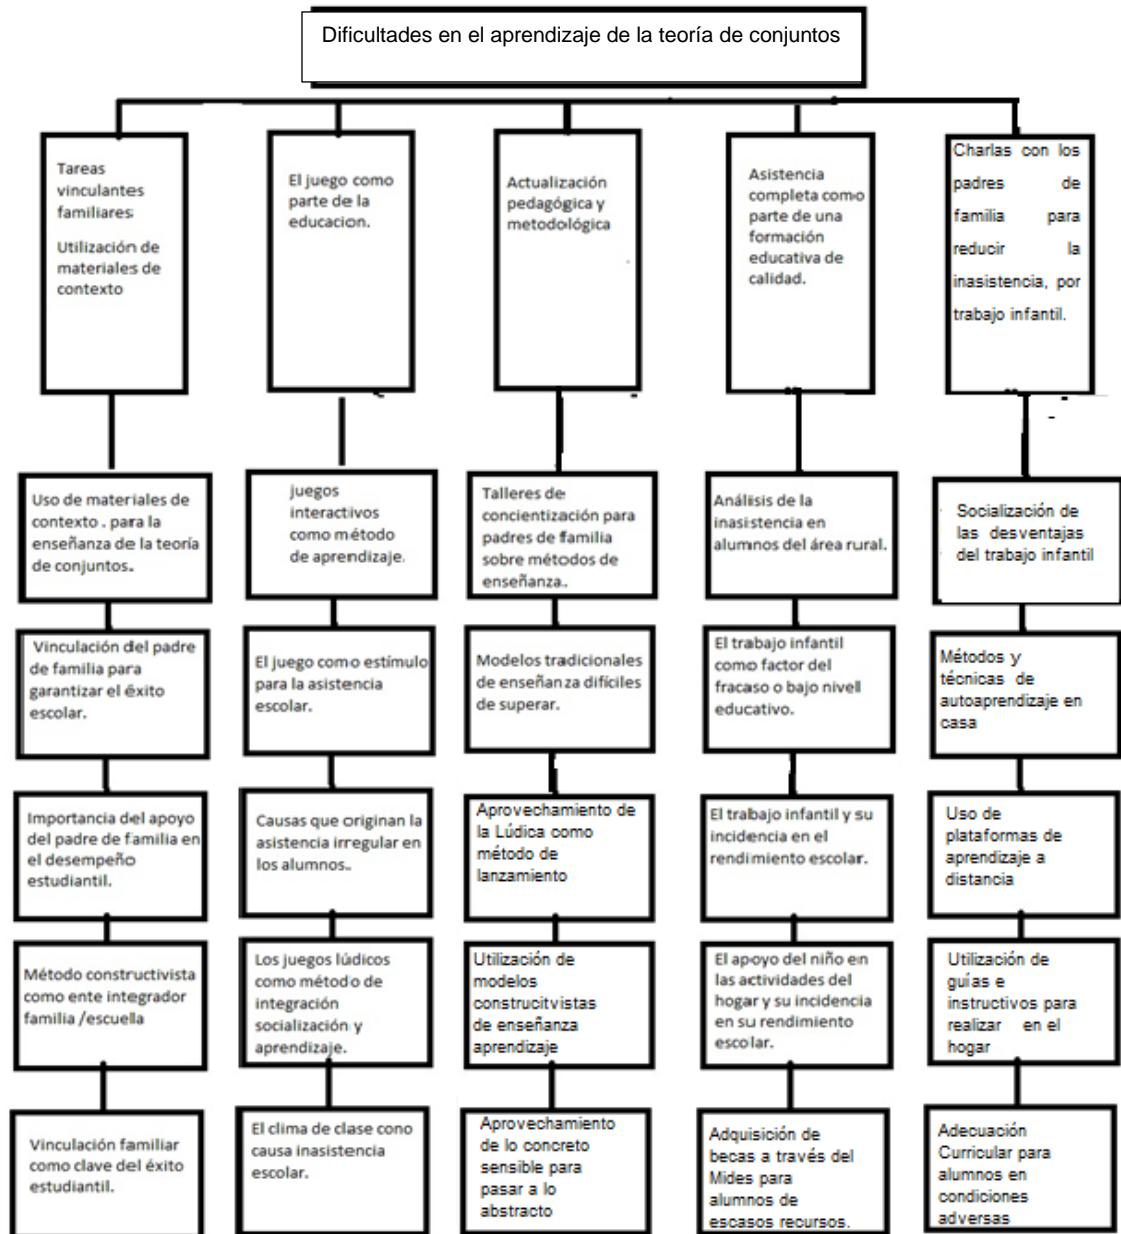 Dificultades en el aprendizaje de la teoría de conjuntos
Tareas
vinculantes
familiares
Utilización de
materiales de
contexto
El juego como
parte de la
educacion.
Actualización
pedagógica y
metodológica
Asistencia
completa como
parte de una
formación
educativa de
calidad.
Charlas con los
padres de
familia para
reducir la
inasistencia, por
trabajo infantil.
Uso de materiales de
contexto . para la
enseñanza de la teoría
de conjuntos.
juegos
interactivos
como método
de aprendizaje.
Talleres de
concientización para
padres de familia
sobre métodos de
enseñanza..
Análisis de la
inasistencia en
alumnos del área rural.
Socialización de
las desventajas
del trabajo infantil
Vinculación del padre
de familia para
garantizar el éxito
escolar.
El juego como estímulo
para la asistencia
escolar.
Modelos tradicionales
de enseñanza difíciles
de superar.
El trabajo infantil
como factor del
fracaso o bajo nivell
educativo.
Métodos y
técnicas de
autoaprendizaje en
casa
Importancia del apoyo
del padre de familia en
el desempeño
estudiantil.
Causas que originan la
asistencia irregular en
los alumnos..
Aprovechamiento de
la Lúdica como
método de
lanzamiento
El trabajo infantil y su
incidencia en el
rendimiento escolar.
Uso de
plataformas de
aprendizaje a
distancia
Método constructivista
como ente integrador
familia /escuella
Los juegos lúdicos
como método de
integración
socialización y
aprendizaje.
Utilización de
modelos
construcitvistas
de enseñanza
aprendizaje
El apoyo del niño en
las actividades del
hogar y su incidencia
en su rendimiento
escolar.
Utilización de
guías e
instructivos para
realizar en el
hogar
Vinculación familiar
como clave del éxito
estudiantil.
El clima de clase cono
causa inasistencia
escolar.
Aprovechamiento
de lo concreto
sensible para
pasar a lo
abstracto
Adquisición de
becas a través del
Mides para
alumnos de
escasos recursos.
Adecuación
Curricular para
alumnos en
condiciones
adversas